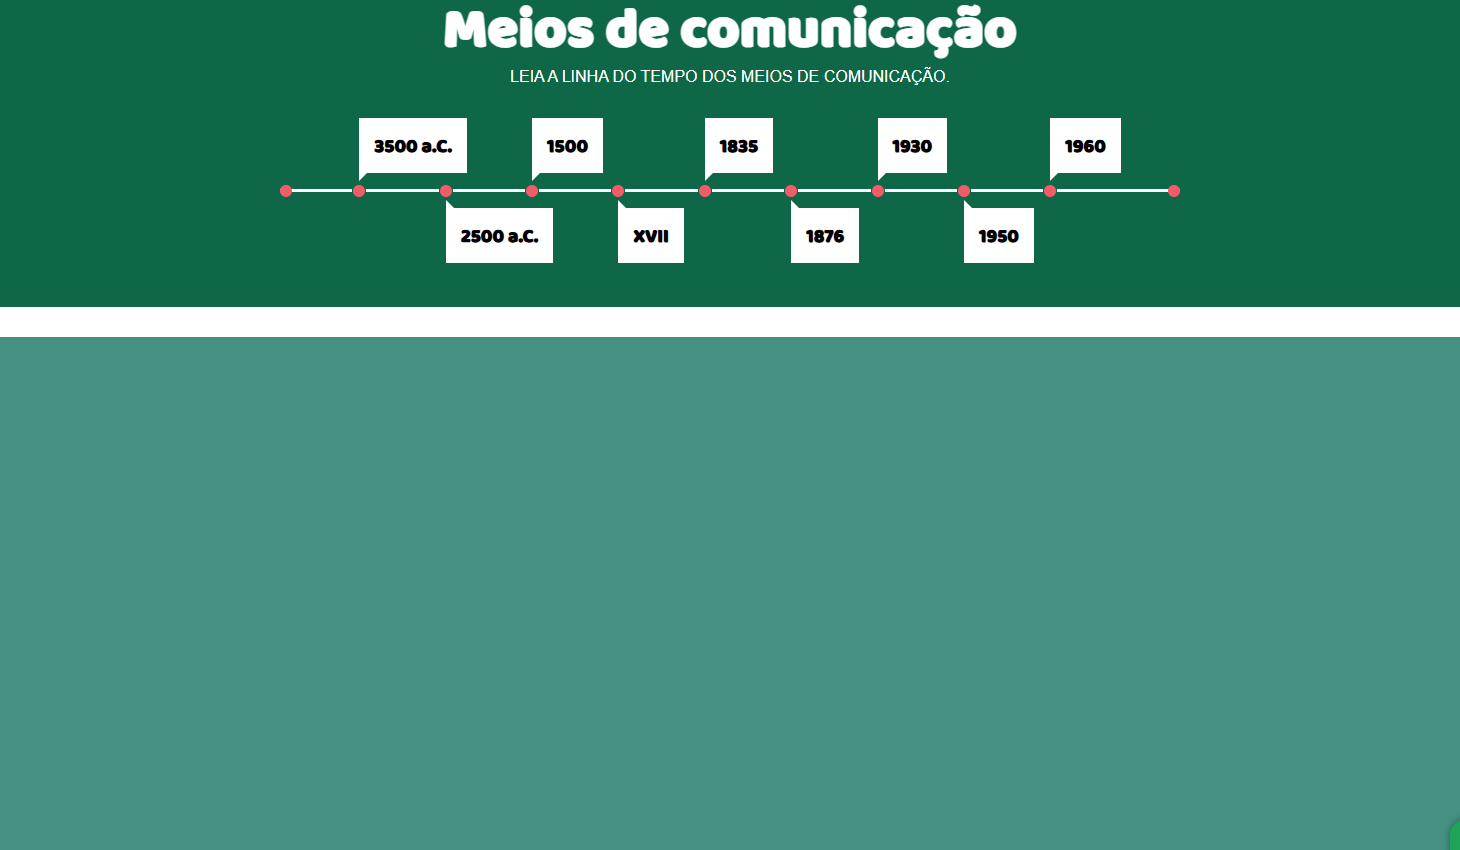 Meios de comunicação
LEIA A LINHA DO TEMPO DOS MEIOS DE COMUNICAÇÃO.
3500 a.C.
1500
1835
1930
1960
2500 a.C.
XVII
1876
1950